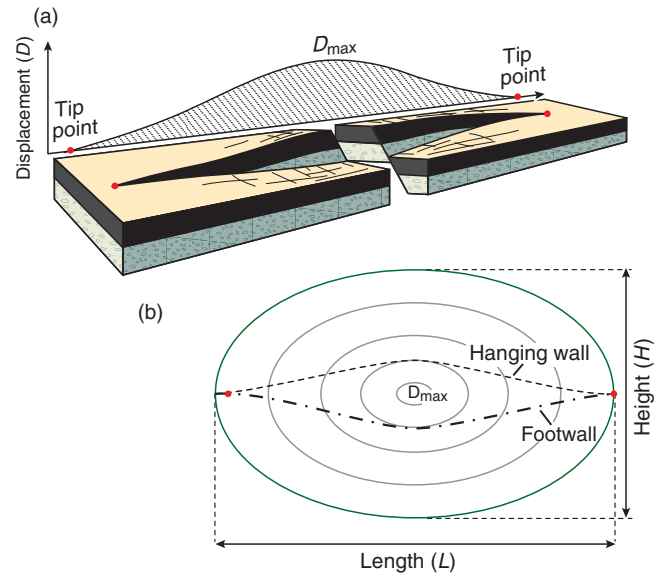 (a)
Displacement (D)
Dmax
Tip
point
Tip
point
(b)
Hanging wall
Dmax
Footwall
Height (H)
Length (L)